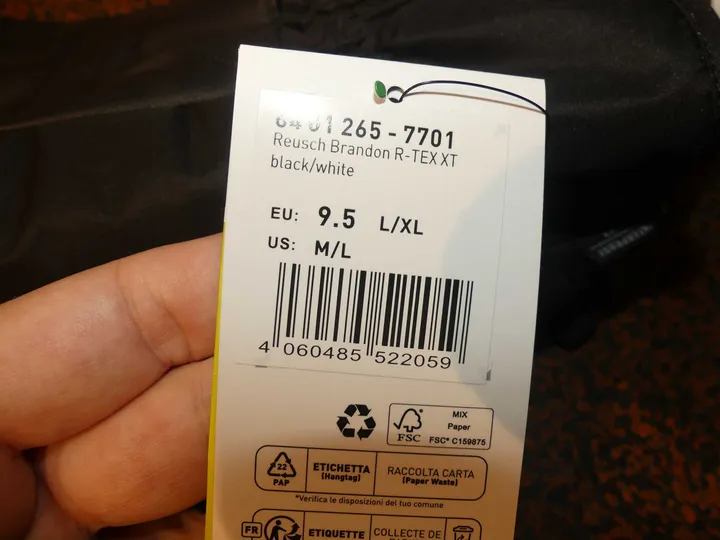 64 01 265 - 7701
Reusch Brandon R-TEX XT
black/white
EU: 9.5 L/XL
US: M/L
4 060485 522059
FSC
MIX
Paper
FSC® C159875
22
PAP
ETICHETTA
(Hangtag)
RACCOLTA CARTA
(Paper Waste)
*Verifica le disposizioni del tuo comune
FR
ETIQUETTE
COLLECTE DE